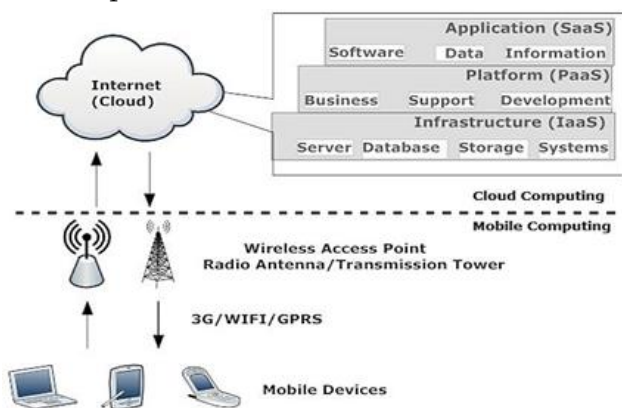 Application (SaaS)
Software Data Information
Internet
(Cloud)
Platform (PaaS)
Business Support Development
Infrastructure (IaaS)
Server Database Storage Systems
Cloud Computing
Mobile Computing
Wireless Access Point
Radio Antenna/Transmission Tower
3G/WIFI/GPRS
Mobile Devices